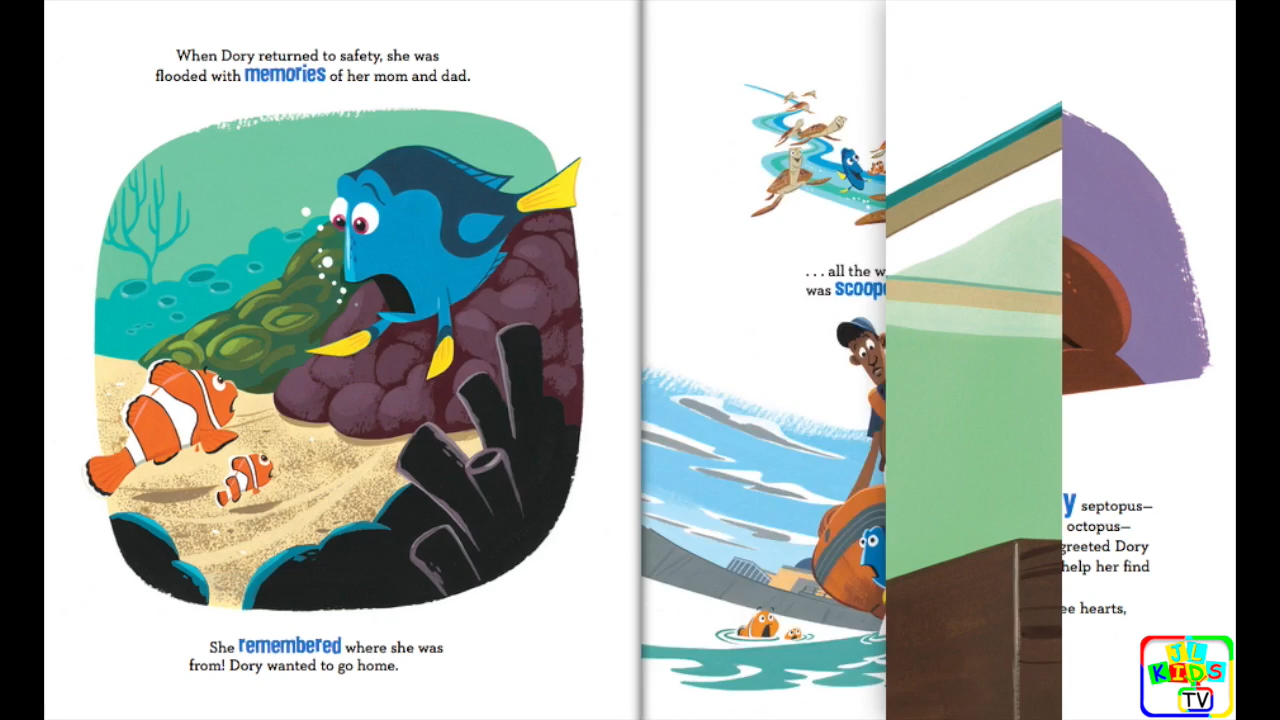 When Dory returned to safety, she was
flooded with memories of her mom and dad.
She remembered where she was
from! Dory wanted to go home.
. . . all the
was
septopus—
octopus—
greeted Dory
help her find
hearts,
JL
KIDS
TV